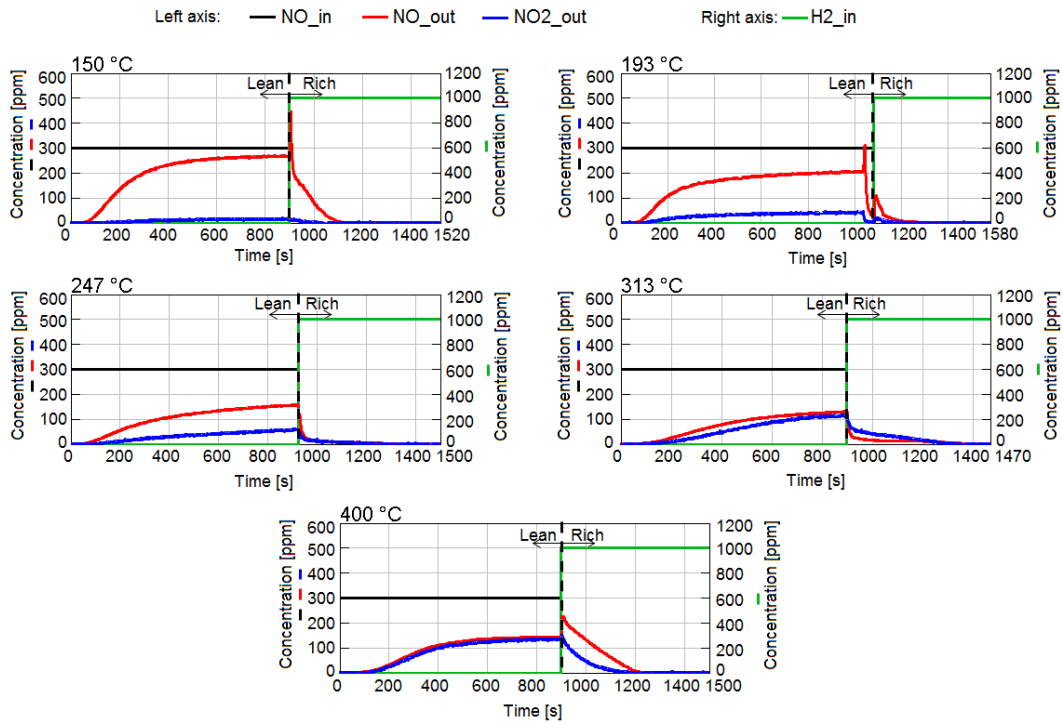 Left axis: NO_in NO_out NO2_out Right axis: H2_in
150 °C
Lean Rich
Concentration [ppm]
600
500
400
300
200
100
0
1200
1000
800
600
400
200
0
Concentration [ppm]
0 200 400 600 800 1000 1200 1400 1520
Time [s]
193 °C
Lean Rich
Concentration [ppm]
600
500
400
300
200
100
0
1200
1000
800
600
400
200
0
Concentration [ppm]
0 200 400 600 800 1000 1200 1400 1580
Time [s]
247 °C
Lean Rich
Concentration [ppm]
600
500
400
300
200
100
0
1200
1000
800
600
400
200
0
Concentration [ppm]
0 200 400 600 800 1000 1200 1400 1500
Time [s]
313 °C
Lean Rich
Concentration [ppm]
600
500
400
300
200
100
0
1200
1000
800
600
400
200
0
Concentration [ppm]
0 200 400 600 800 1000 1200 1400 1470
Time [s]
400 °C
Lean Rich
Concentration [ppm]
600
500
400
300
200
100
0
1200
1000
800
600
400
200
0
Concentration [ppm]
0 200 400 600 800 1000 1200 1400 1500
Time [s]